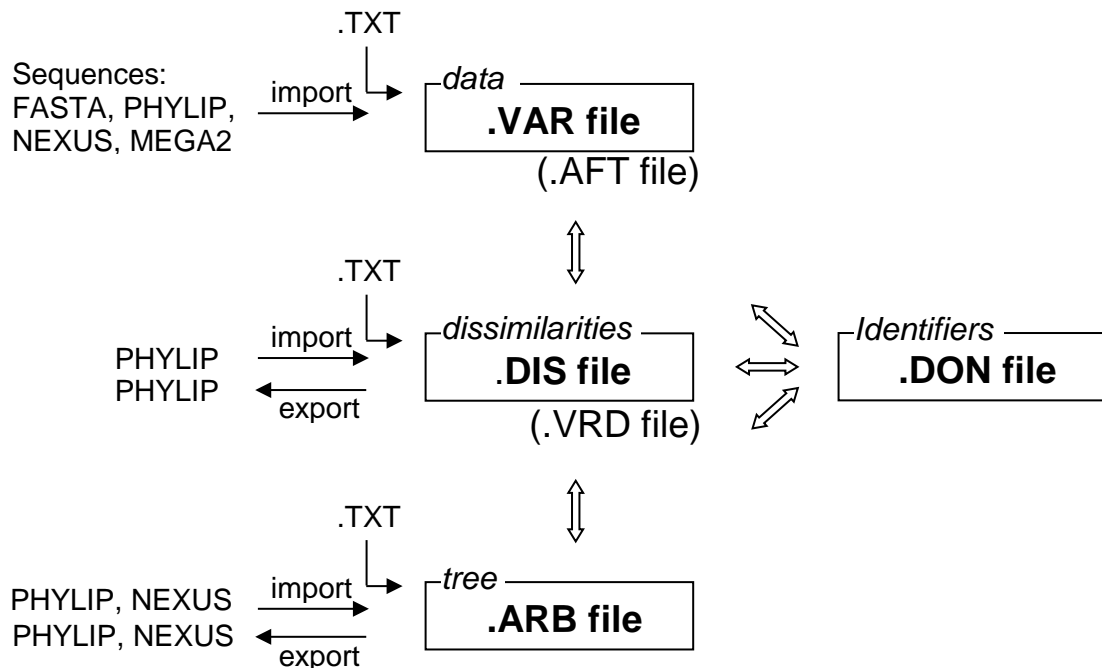 .TXT
Sequences:
FASTA, PHYLIP,
NEXUS, MEGA2
import
data
.VAR file
(.AFT file)
.TXT
import
PHYLIP
PHYLIP
export
dissimilarities
.DIS file
(.VRD file)
Identifiers
.DON file
.TXT
import
PHYLIP, NEXUS
PHYLIP, NEXUS
export
tree
.ARB file